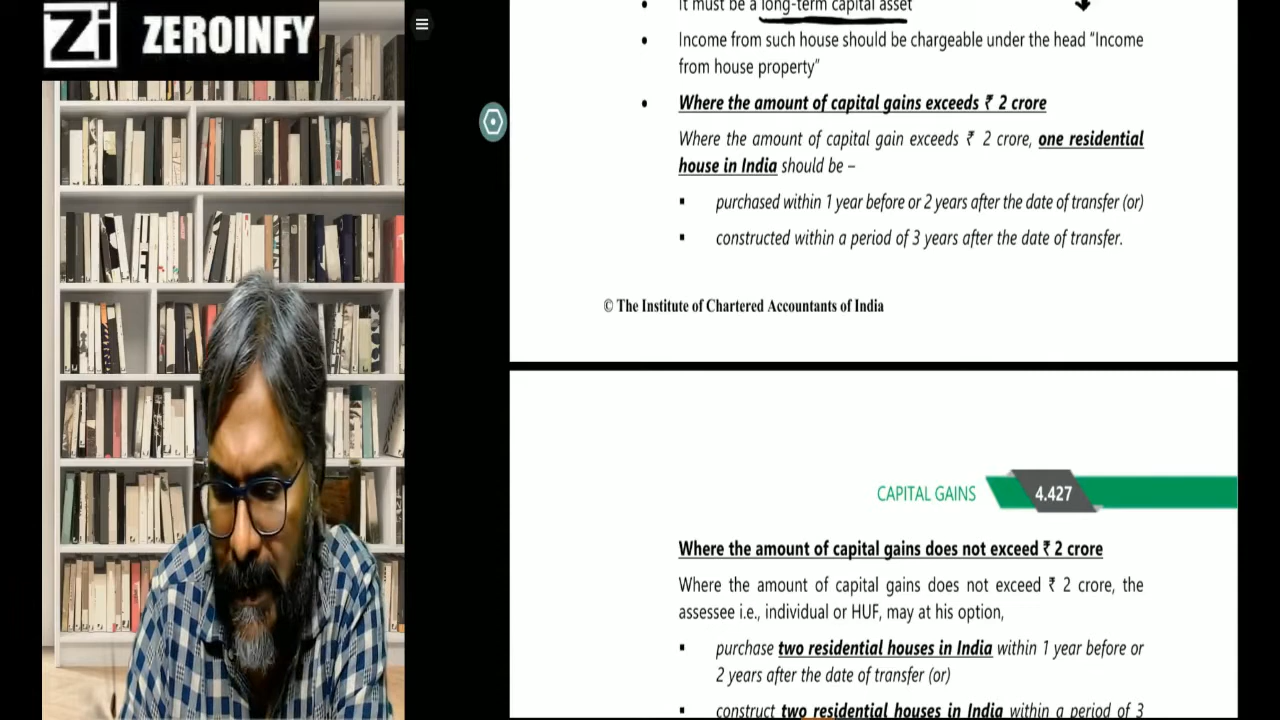 Zi ZEROINFY
• It must be a long-term capital asset
• Income from such house should be chargeable under the head “Income
from house property”
• Where the amount of capital gains exceeds ₹ 2 crore
Where the amount of capital gain exceeds ₹ 2 crore, one residential
house in India should be –
▪ purchased within 1 year before or 2 years after the date of transfer (or)
▪ constructed within a period of 3 years after the date of transfer.
© The Institute of Chartered Accountants of India
CAPITAL GAINS 4.427
Where the amount of capital gains does not exceed ₹ 2 crore
Where the amount of capital gains does not exceed ₹ 2 crore, the
assessee i.e., individual or HUF, may at his option,
▪ purchase two residential houses in India within 1 year before or
2 years after the date of transfer (or)
▪ construct two residential houses in India within a period of 3